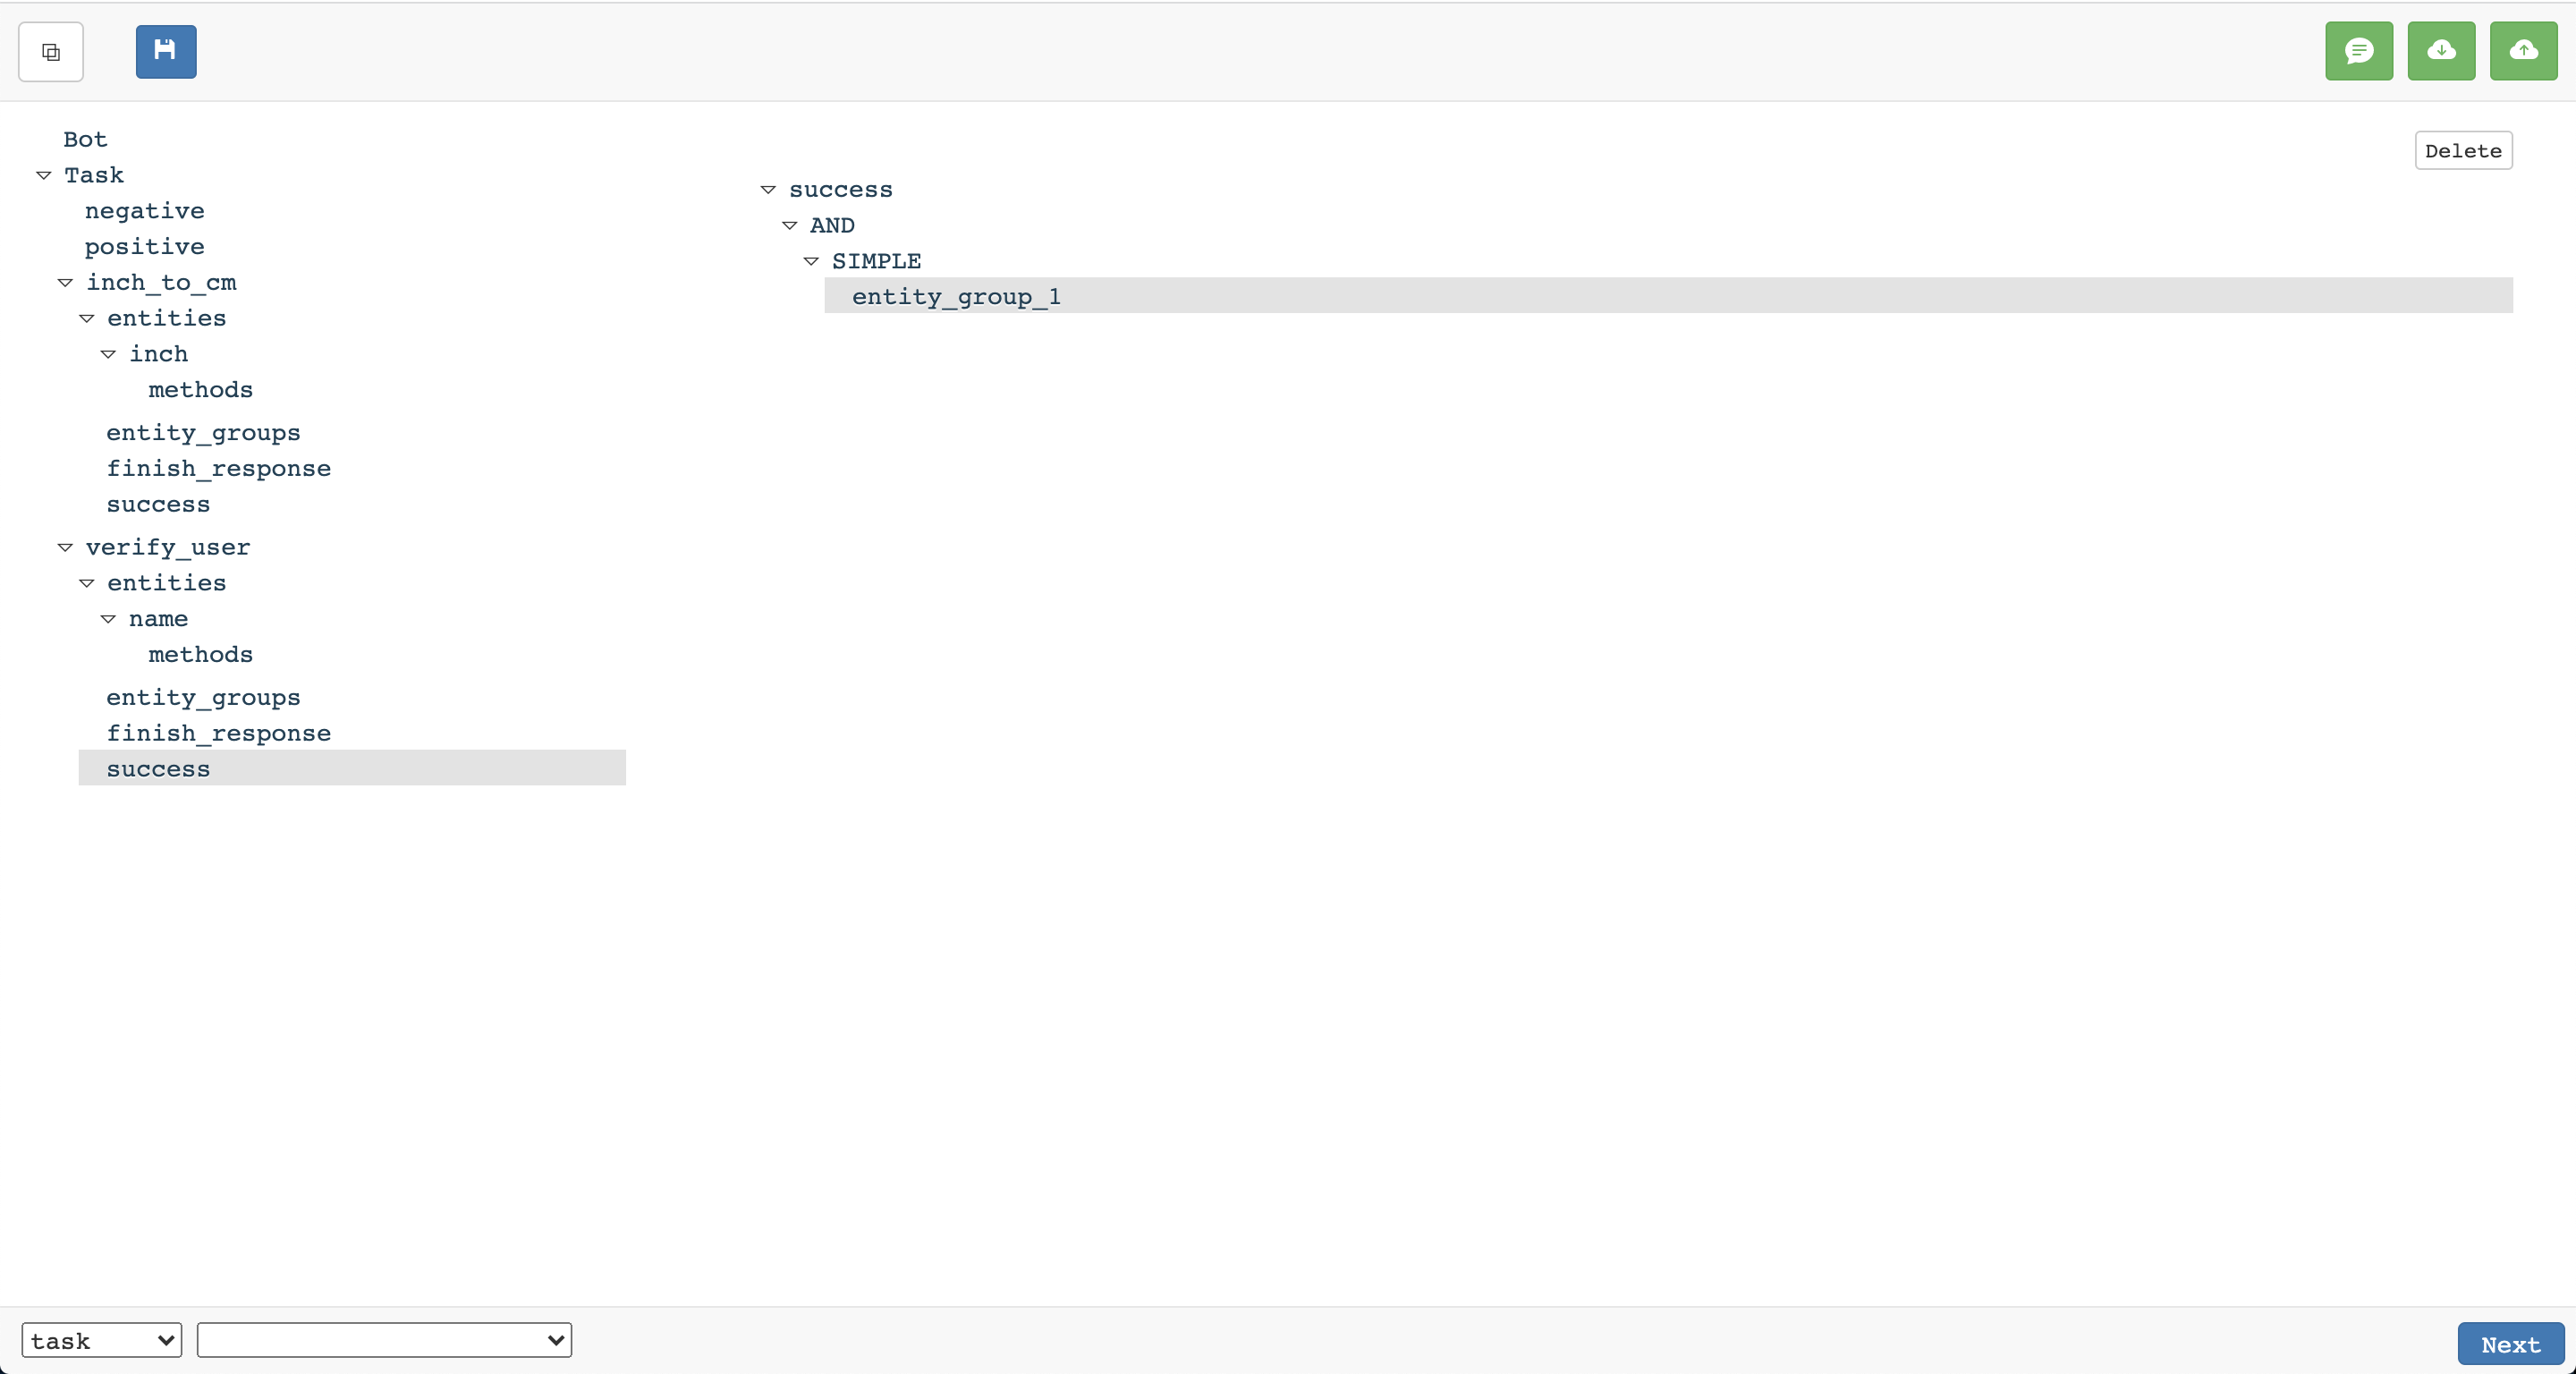 Bot
Task
negative
positive
inch_to_cm
entities
inch
methods
entity_groups
finish_response
success
verify_user
entities
name
methods
entity_groups
finish_response
success
Delete
success
AND
SIMPLE
entity_group_1
task
Next